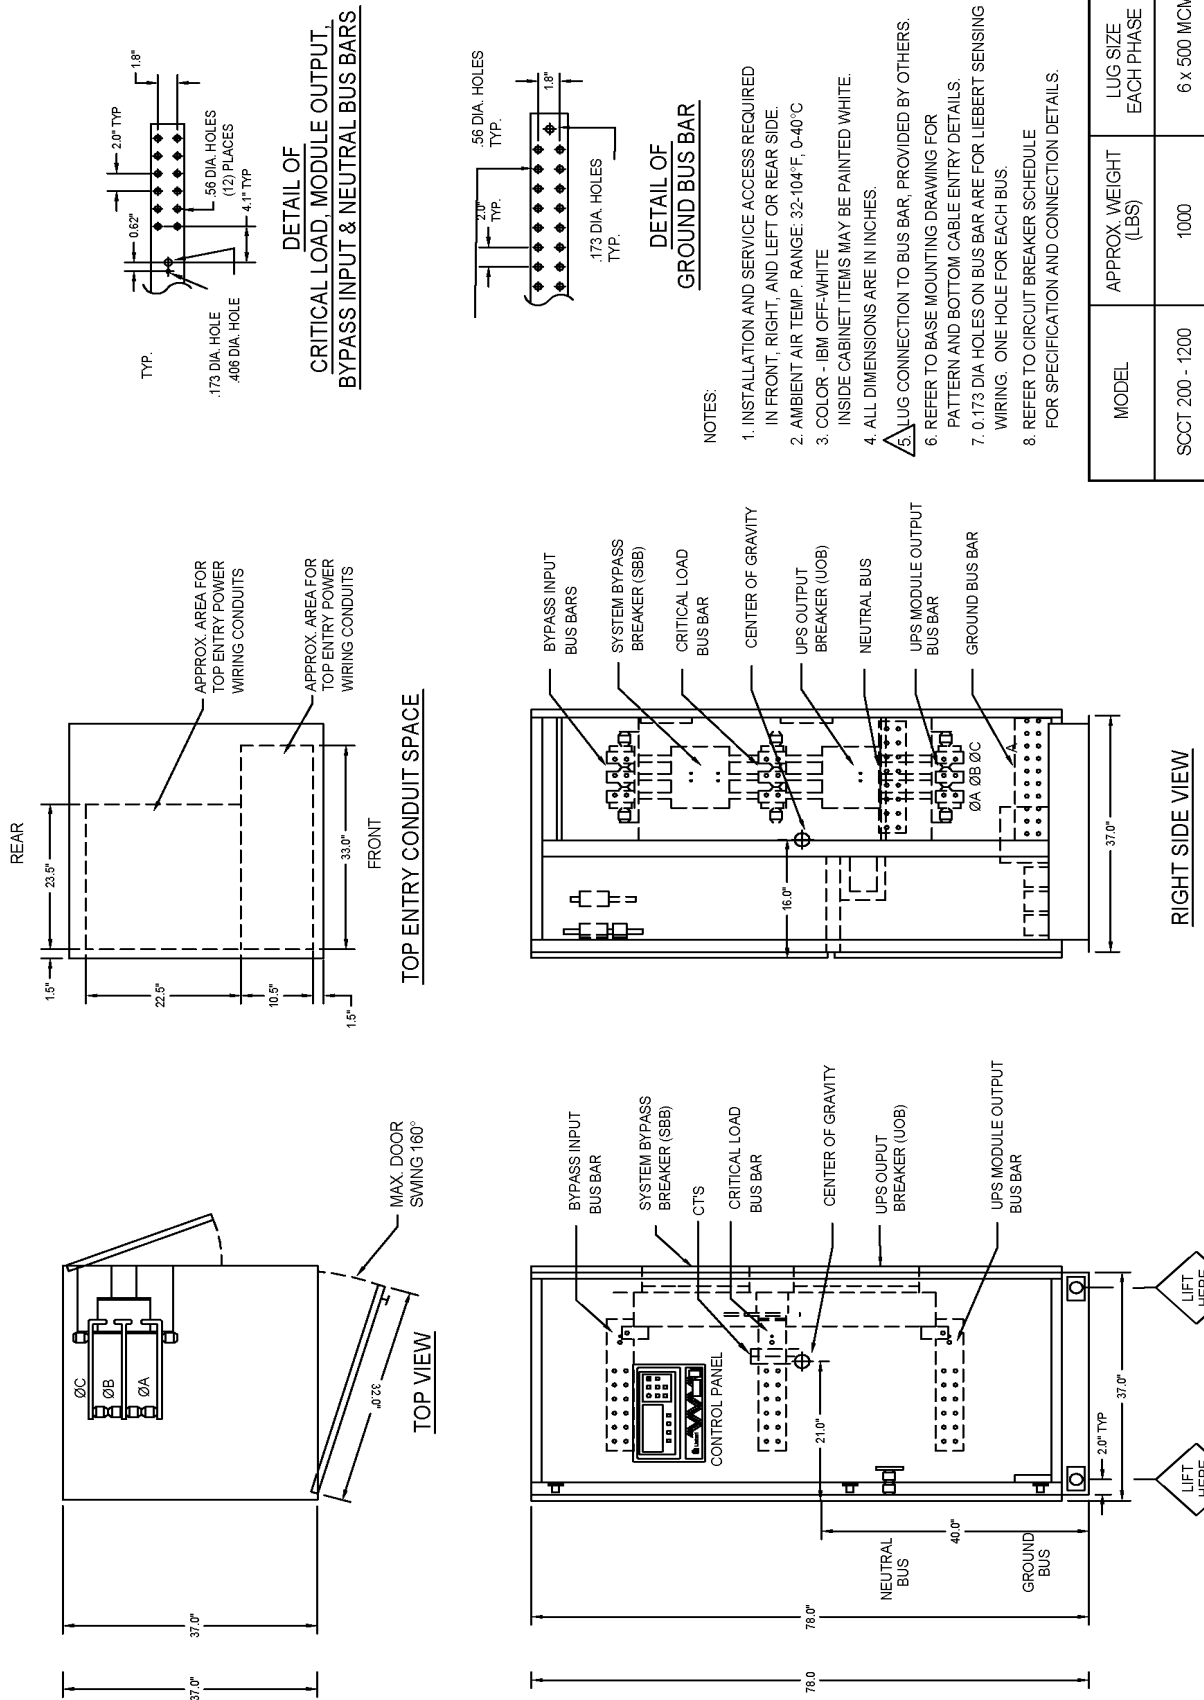 37.0"
37.0"
ØC
ØB
ØA
32.0"
MAX. DOOR
SWING 160°
TOP VIEW
REAR
1.5"
23.5"
22.5"
10.5"
1.5"
33.0"
FRONT
APPROX. AREA FOR
TOP ENTRY POWER
WIRING CONDUITS
APPROX. AREA FOR
TOP ENTRY POWER
WIRING CONDUITS
TOP ENTRY CONDUIT SPACE
TYP.
.173 DIA. HOLE
.406 DIA. HOLE
0.62"
2.0" TYP
1.8"
.56 DIA. HOLES
(12) PLACES
4.1" TYP
DETAIL OF
CRITICAL LOAD, MODULE OUTPUT,
BYPASS INPUT & NEUTRAL BUS BARS
2.0"
TYP.
.56 DIA. HOLES
TYP.
1.8"
.173 DIA. HOLES
TYP.
DETAIL OF
GROUND BUS BAR
78.0
78.0"
NEUTRAL
BUS
GROUND
BUS
40.0"
21.0"
CONTROL PANEL
BYPASS INPUT
BUS BAR
SYSTEM BYPASS
BREAKER (SBB)
CT'S
CRITICAL LOAD
BUS BAR
CENTER OF GRAVITY
UPS OUPUT
BREAKER (UOB)
UPS MODULE OUTPUT
BUS BAR
2.0" TYP
37.0"
LIFT
HERE
LIFT
HERE
16.0"
ØA ØB ØC
A
37.0"
BYPASS INPUT
BUS BARS
SYSTEM BYPASS
BREAKER (SBB)
CRITICAL LOAD
BUS BAR
CENTER OF GRAVITY
UPS OUTPUT
BREAKER (UOB)
NEUTRAL BUS
UPS MODULE OUTPUT
BUS BAR
GROUND BUS BAR
RIGHT SIDE VIEW
NOTES:
1. INSTALLATION AND SERVICE ACCESS REQUIRED
IN FRONT, RIGHT, AND LEFT OR REAR SIDE.
2. AMBIENT AIR TEMP. RANGE: 32-104°F, 0-40°C
3. COLOR - IBM OFF-WHITE
INSIDE CABINET ITEMS MAY BE PAINTED WHITE.
4. ALL DIMENSIONS ARE IN INCHES.
5. LUG CONNECTION TO BUS BAR, PROVIDED BY OTHERS.
6. REFER TO BASE MOUNTING DRAWING FOR
PATTERN AND BOTTOM CABLE ENTRY DETAILS.
7. 0.173 DIA HOLES ON BUS BAR ARE FOR LIEBERT SENSING
WIRING. ONE HOLE FOR EACH BUS.
8. REFER TO CIRCUIT BREAKER SCHEDULE
FOR SPECIFICATION AND CONNECTION DETAILS.
MODEL APPROX. WEIGHT (LBS) LUG SIZE EACH PHASE
SCCT 200 - 1200 1000 6 x 500 MCM